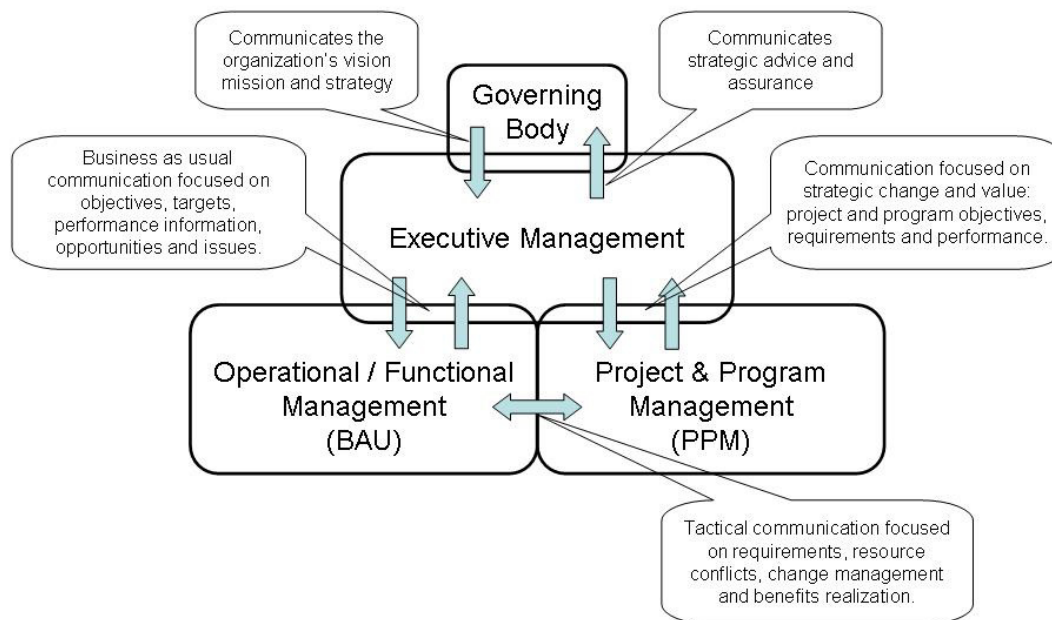 Communicates the
organization's vision
mission and strategy
Communicates
strategic advice and
assurance
Governing
Body
Business as usual
communication focused on
objectives, targets,
performance information,
opportunities and issues.
Communication focused on
strategic change and value:
project and program objectives,
requirements and performance.
Executive Management
Operational / Functional
Management
(BAU)
Project & Program
Management
(PPM)
Tactical communication focused
on requirements, resource
conflicts, change management
and benefits realization.